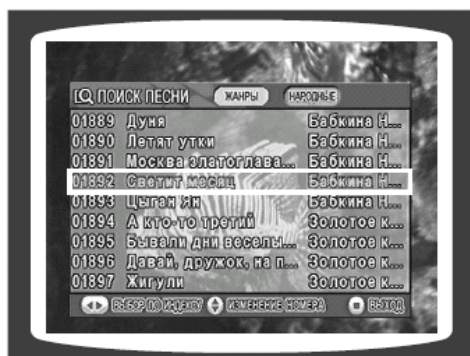 ПОИСК ПЕСНИ ЖАНРЫ НАРОДНЫЕ
01889 Дуня Бабкина Н...
01890 Летят утки Бабкина Н...
01891 Москва златоглава... Бабкина Н...
01892 Светит месяц Бабкина Н...
01893 Цыган Ян Бабкина Н...
01894 А кто-то третий Золотое к...
01895 Бывали дни веселы... Золотое к...
01896 Давай, дружок, на п... Золотое к...
01897 Жигули Золотое к...
ВЫБОР ПО ИНДЕКСУ ИЗМЕНЕНИЕ НОМЕРА ВЫХОД